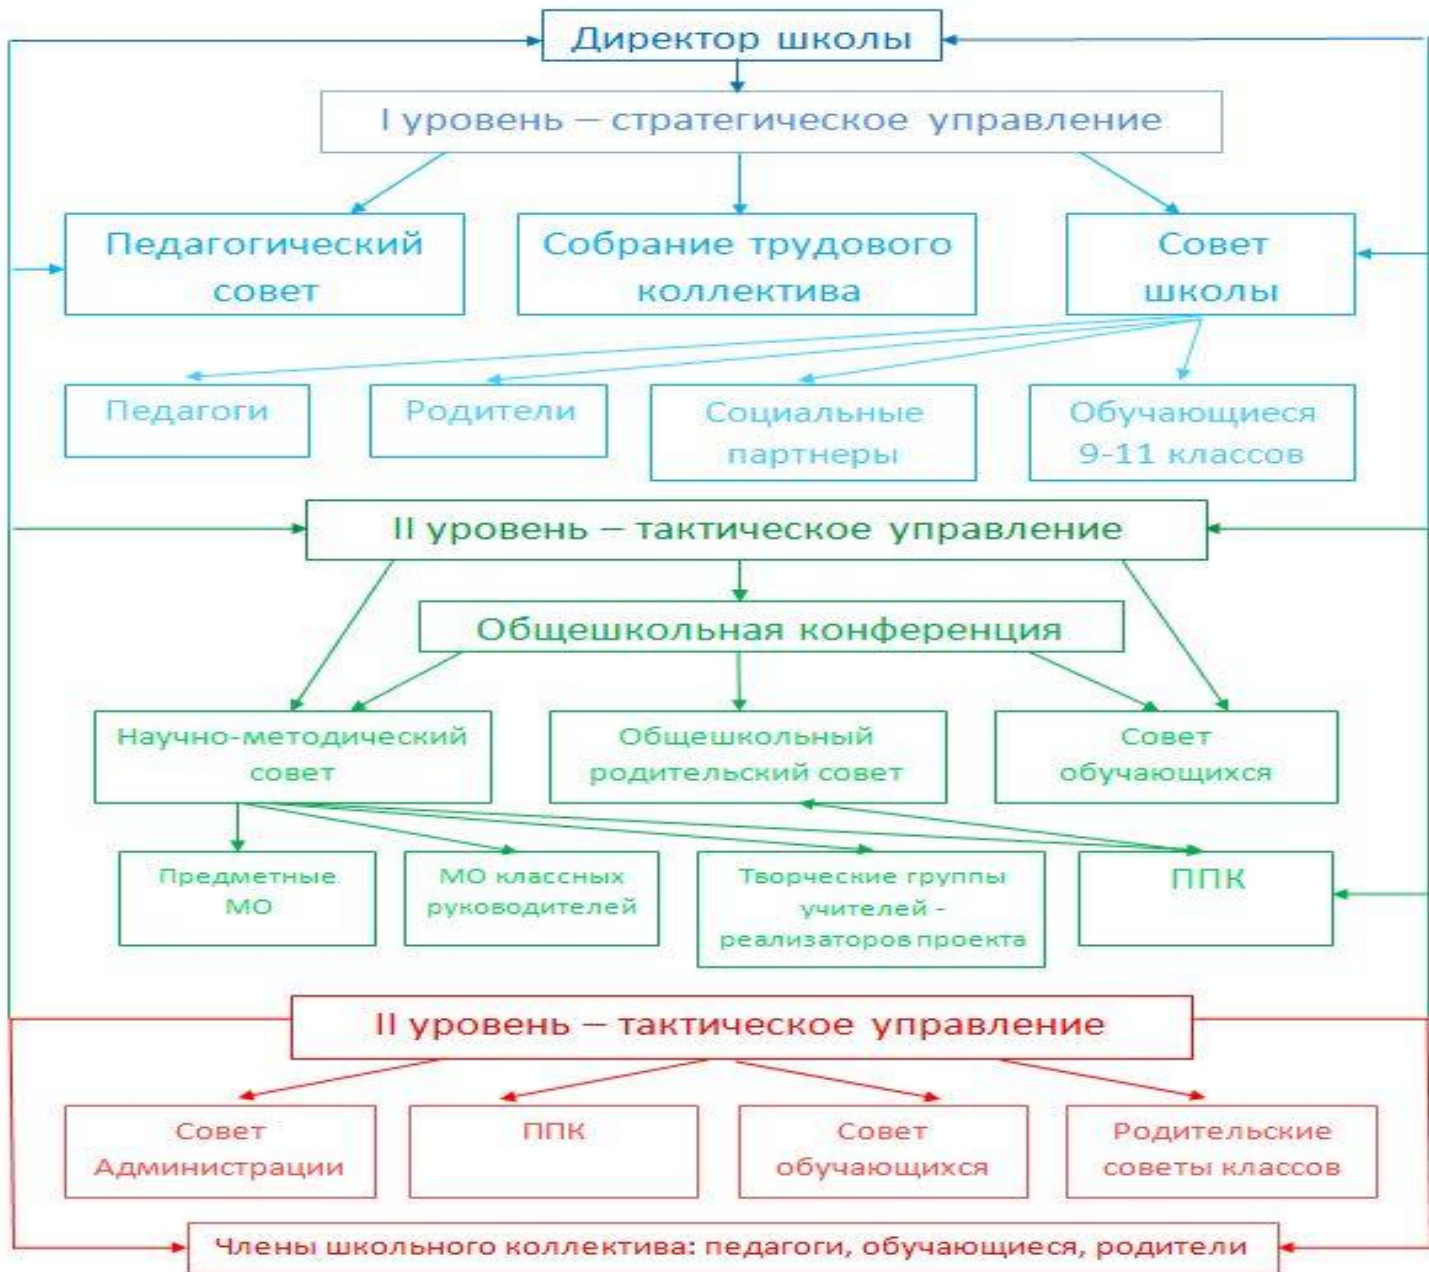 Директор школы
I уровень – стратегическое управление
Педагогический
совет
Собрание трудового
коллектива
Совет
школы
Педагоги
Родители
Социальные
партнеры
Обучающиеся
9-11 классов
II уровень – тактическое управление
Общешкольная конференция
Научно-методический
совет
Общешкольный
родительский совет
Совет
обучающихся
Предметные
МО
МО классных
руководителей
Творческие группы
учителей -
реализаторов проекта
ППК
II уровень – тактическое управление
Совет
Администрации
ППК
Совет
обучающихся
Родительские
советы классов
Члены школьного коллектива: педагоги, обучающиеся, родители